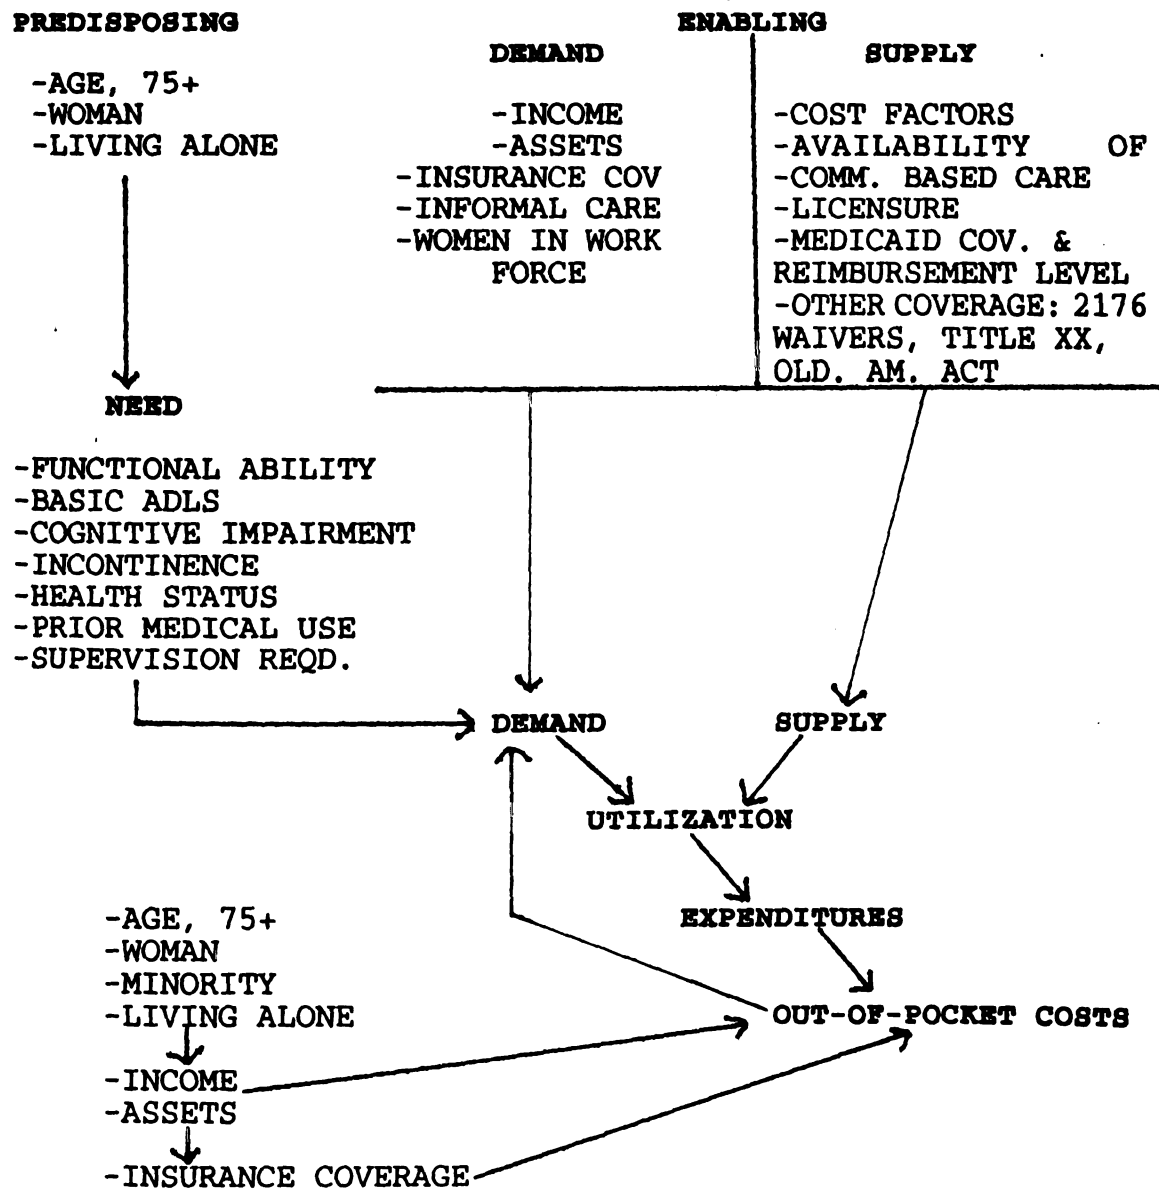 PREDISPOSING
-AGE, 75+
-WOMAN
-LIVING ALONE
ENABLING
DEMAND
-INCOME
-ASSETS
-INSURANCE COV
-INFORMAL CARE
-WOMEN IN WORK
FORCE
SUPPLY
-COST FACTORS
-AVAILABILITY OF
-COMM. BASED CARE
-LICENSURE
-MEDICAID COV. &
REIMBURSEMENT LEVEL
-OTHER COVERAGE: 2176
WAIVERS, TITLE XX,
OLD. AM. ACT
NEED
-FUNCTIONAL ABILITY
-BASIC ADLS
-COGNITIVE IMPAIRMENT
-INCONTINENCE
-HEALTH STATUS
-PRIOR MEDICAL USE
-SUPERVISION REQD.
DEMAND
SUPPLY
UTILIZATION
EXPENDITURES
OUT-OF-POCKET COSTS
-AGE, 75+
-WOMAN
-MINORITY
-LIVING ALONE
-INCOME
-ASSETS
-INSURANCE COVERAGE